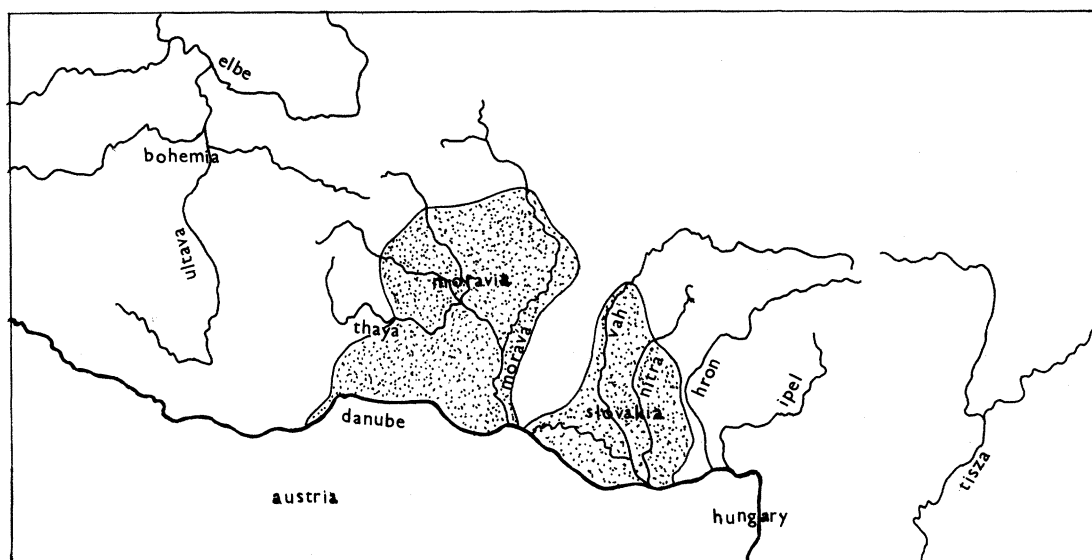 elbe
bohemia
ultava
moravia
thaya
morava
vah
nitra
hron
ipel
slovakia
danube
tisza
austria
hungary